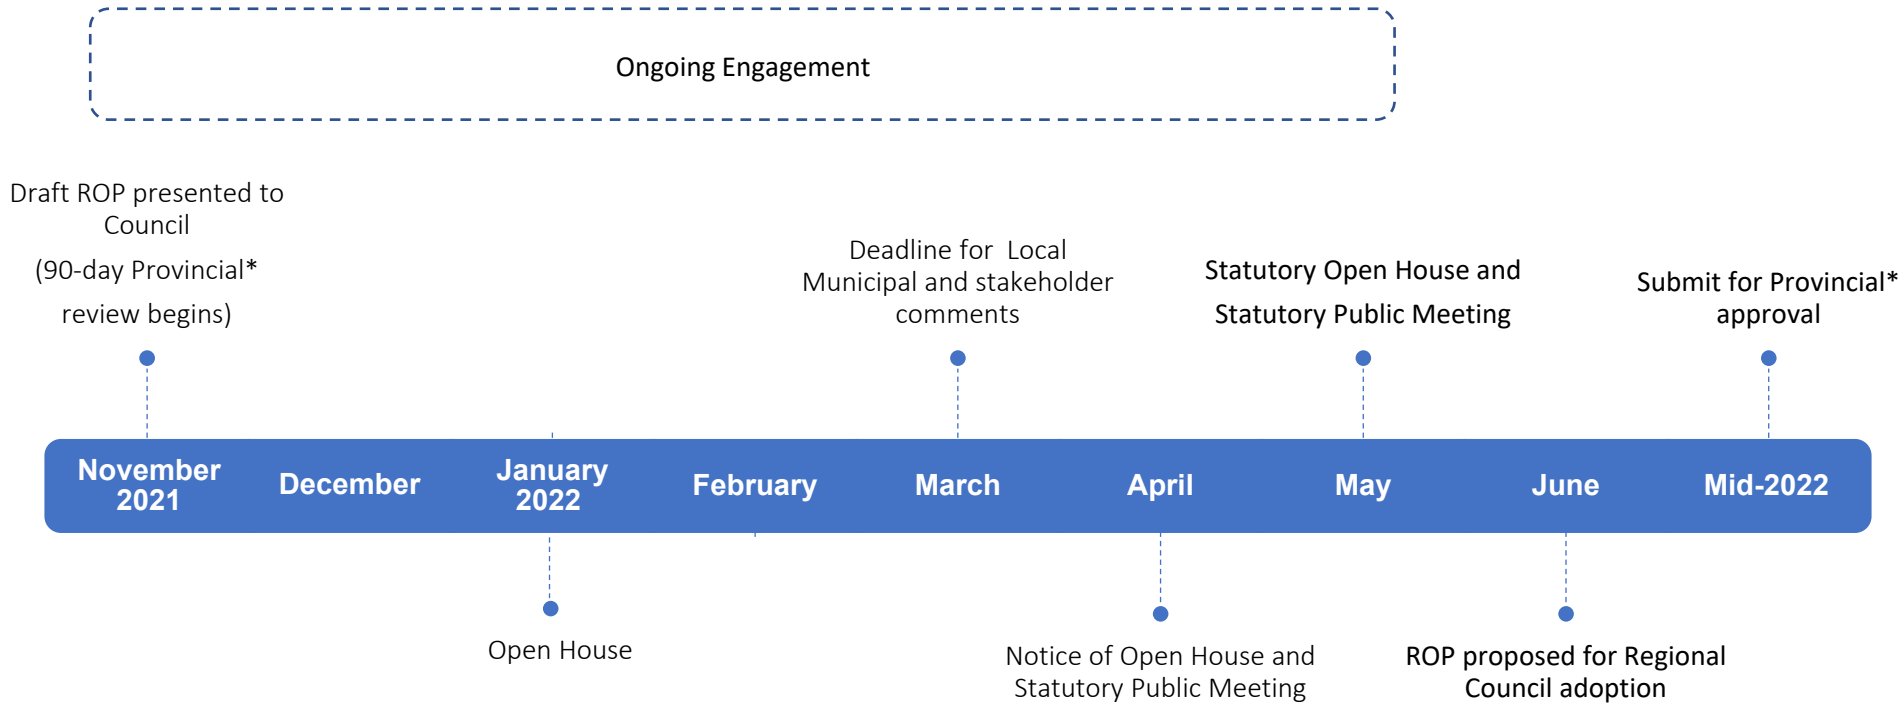 Ongoing Engagement
Draft ROP presented to
Council
(90-day Provincial*
review begins)
Deadline for Local
Municipal and stakeholder
comments
Statutory Open House and
Statutory Public Meeting
Submit for Provincial*
approval
November
2021
December
January
2022
February
March
April
May
June
Mid-2022
Open House
Notice of Open House and
Statutory Public Meeting
ROP proposed for Regional
Council adoption